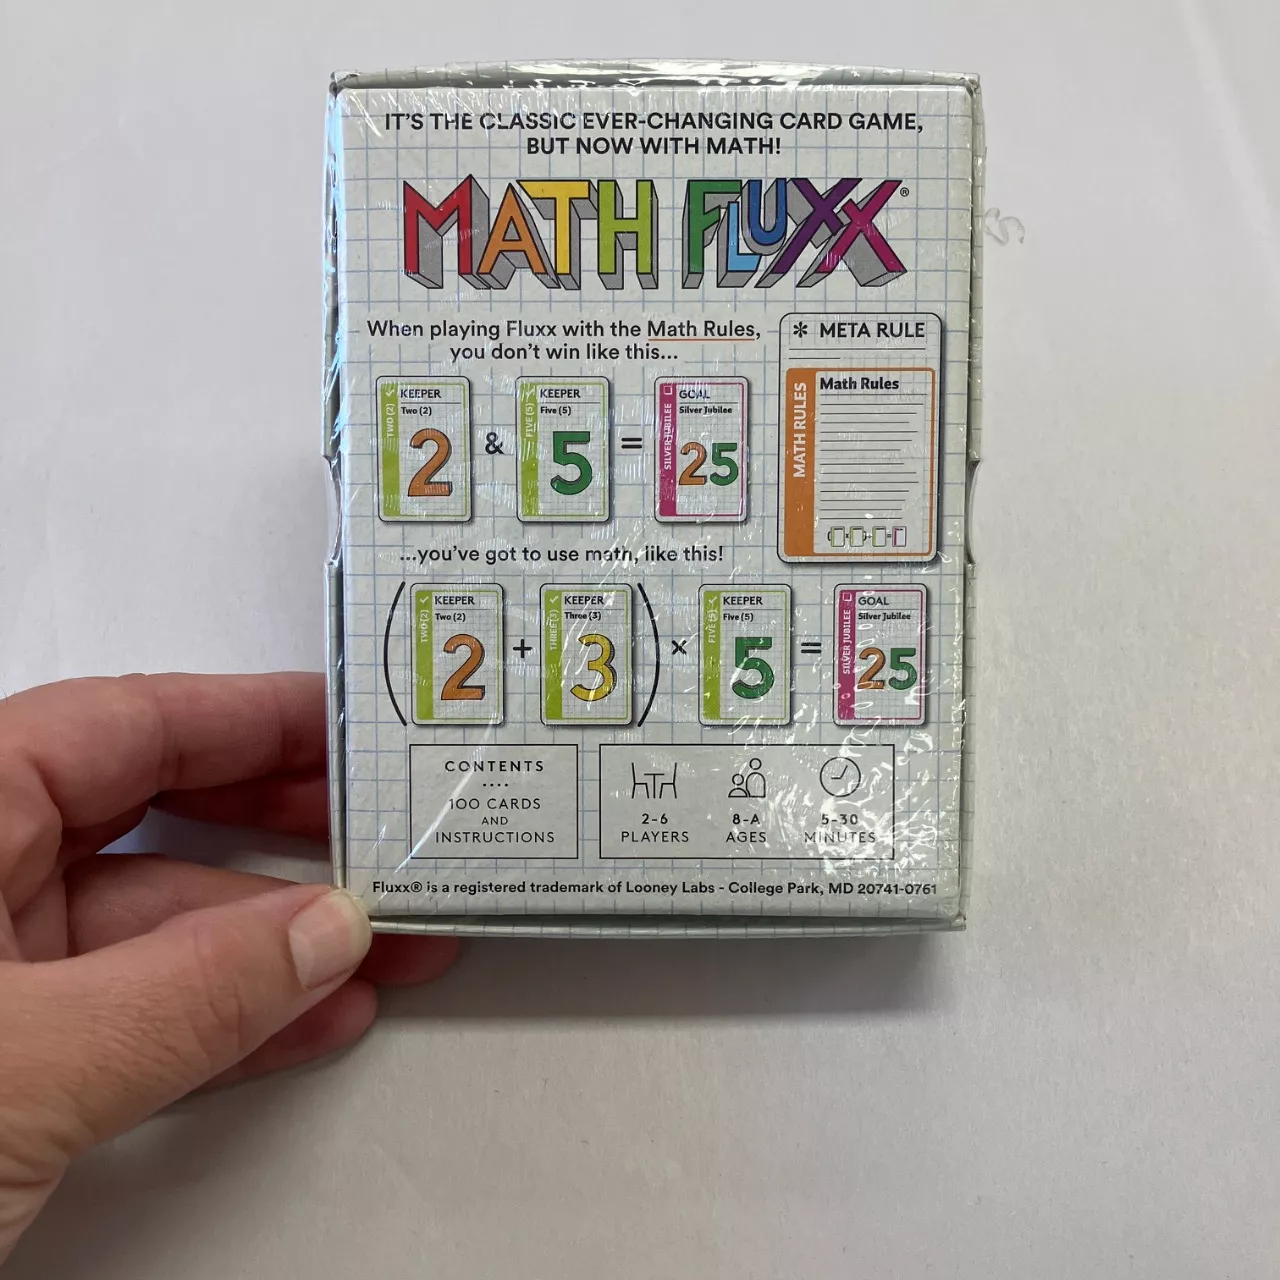 IT'S THE CLASSIC EVER-CHANGING CARD GAME,
BUT NOW WITH MATH!
MATH FLUXX®
When playing Fluxx with the Math Rules,
you don't win like this...
KEEPER
Two (2)
TWO (2)
2
&
KEEPER
Five (5)
FIVE (5)
5
=
GOAL
Silver Jubilee
SILVER JUBILEE
25
* META RULE
MATH RULES
Math Rules
...you've got to use math, like this!
(
KEEPER
Two (2)
TWO (2)
2
+
KEEPER
Three (3)
THREE (3)
3
)
×
KEEPER
Five (5)
FIVE (5)
5
=
GOAL
Silver Jubilee
SILVER JUBILEE
25
CONTENTS
....
100 CARDS
AND
INSTRUCTIONS
2-6
PLAYERS
8-A
AGES
5-30
MINUTES
Fluxx® is a registered trademark of Looney Labs - College Park, MD 20741-0761